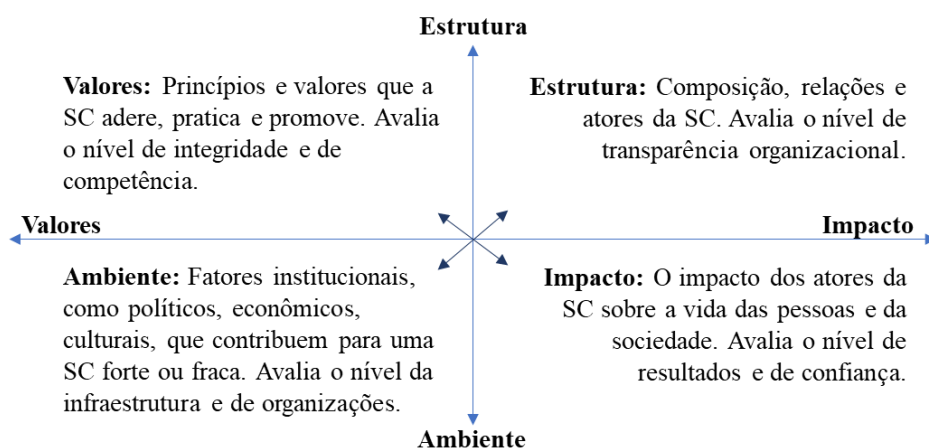 Estrutura
Valores: Princípios e valores que a
SC adere, pratica e promove. Avalia
o nível de integridade e de
competência.
Estrutura: Composição, relações e
atores da SC. Avalia o nível de
transparência organizacional.
Valores
Impacto
Ambiente: Fatores institucionais,
como políticos, econômicos,
culturais, que contribuem para uma
SC forte ou fraca. Avalia o nível da
infraestrutura e de organizações.
Impacto: O impacto dos atores da
SC sobre a vida das pessoas e da
sociedade. Avalia o nível de
resultados e de confiança.
Ambiente